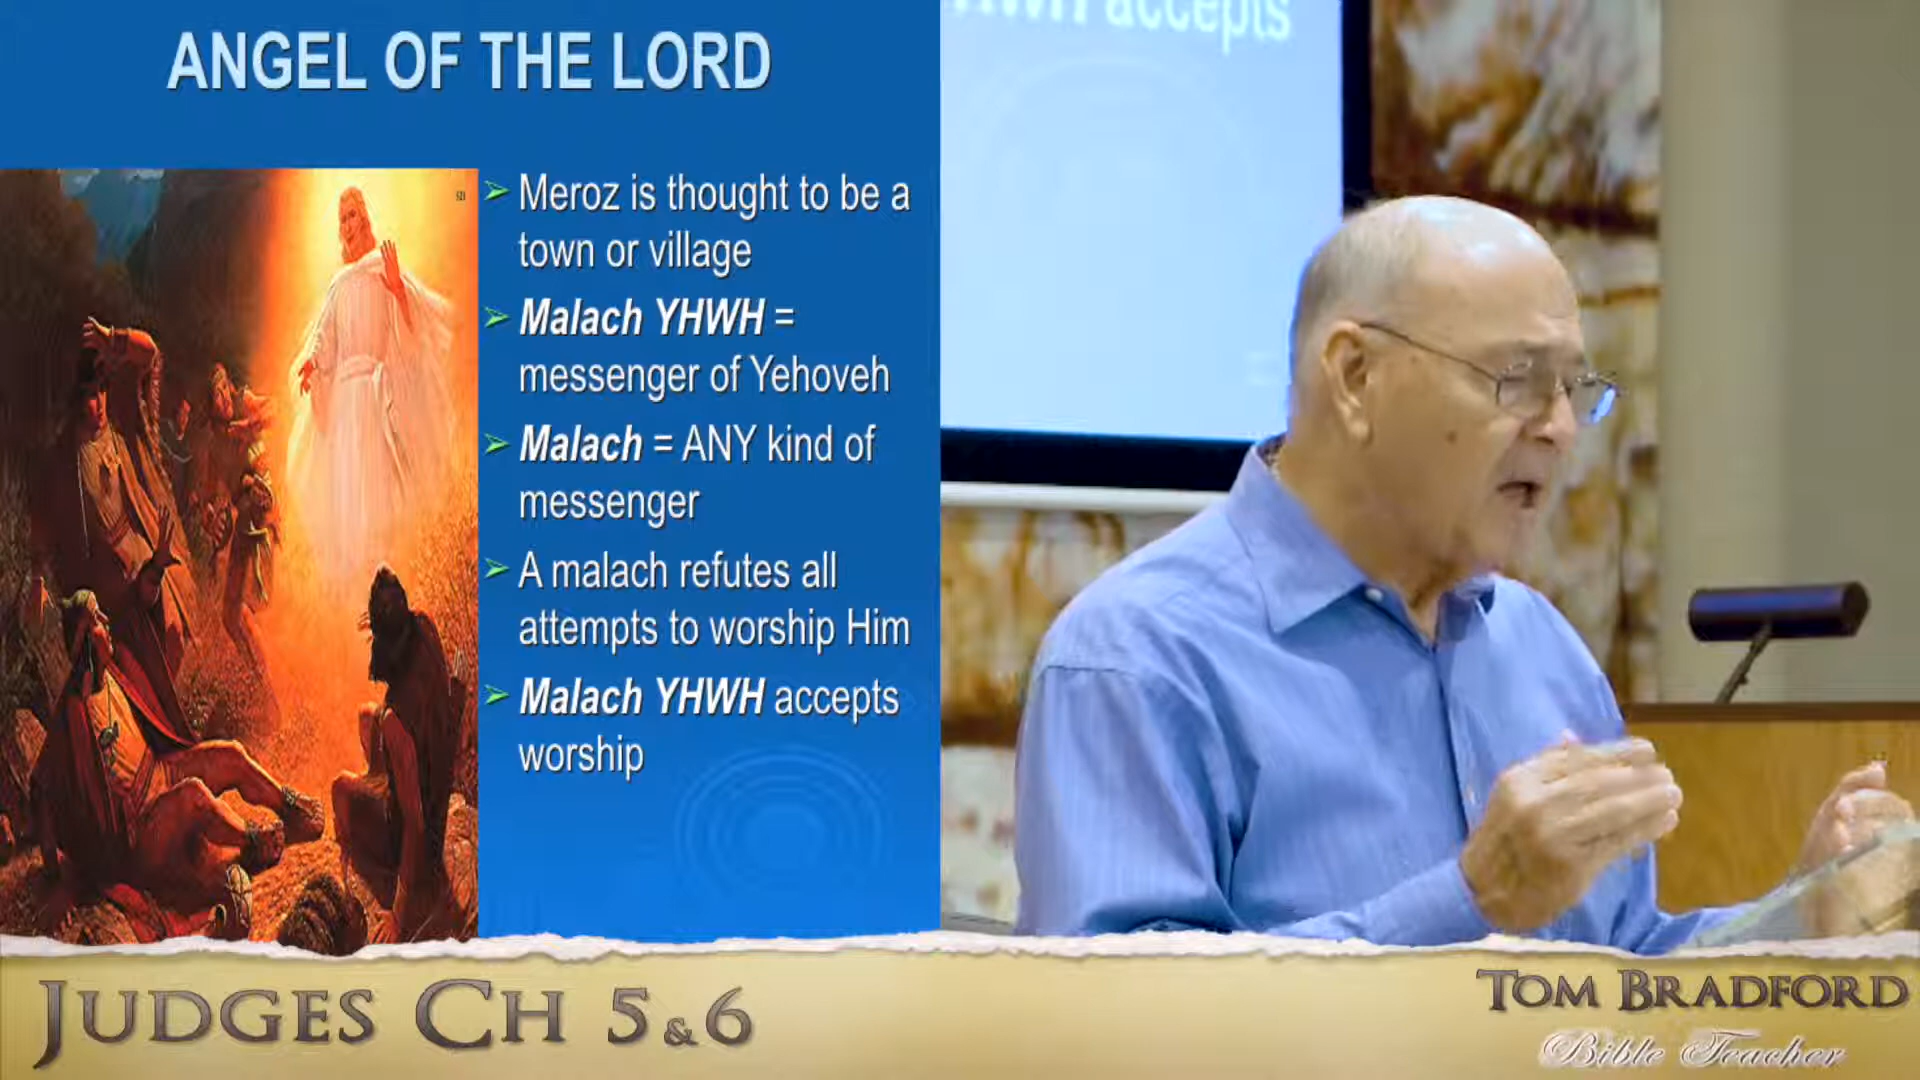 ANGEL OF THE LORD
Meroz is thought to be a
town or village
Malach YHWH =
messenger of Yehoveh
Malach = ANY kind of
messenger
A malach refutes all
attempts to worship Him
Malach YHWH accepts
worship
accepts
JUDGES CH 5 & 6
TOM BRADFORD
Bible Teacher